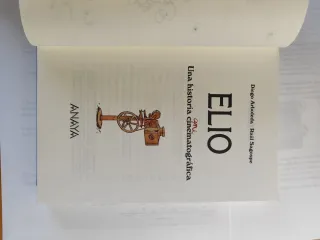 Diego Arboleda · Raúl Sagospe
ELIO
Una historia cinematográfica
ANAYA